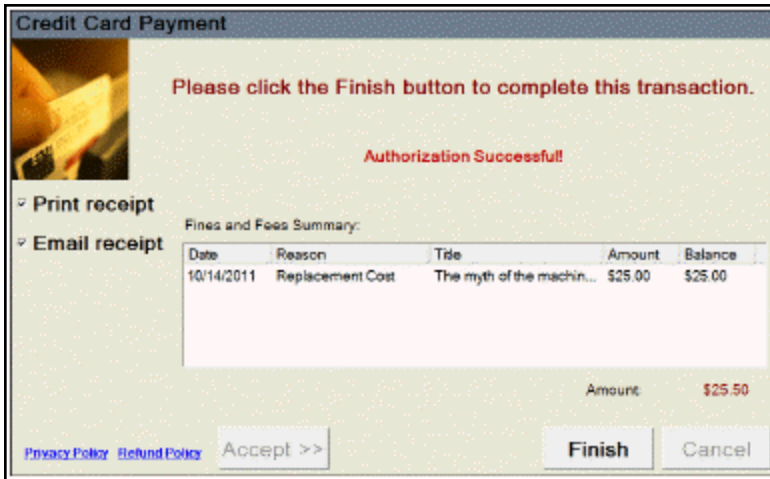 Credit Card Payment
Please click the Finish button to complete this transaction.
Authorization Successful!
Print receipt
Email receipt
Fines and Fees Summary:
Date Reason Title Amount Balance
10/14/2011 Replacement Cost The myth of the machin... $25.00 $25.00
Amount: $25.50
Privacy Policy Refund Policy Accept >> Finish Cancel